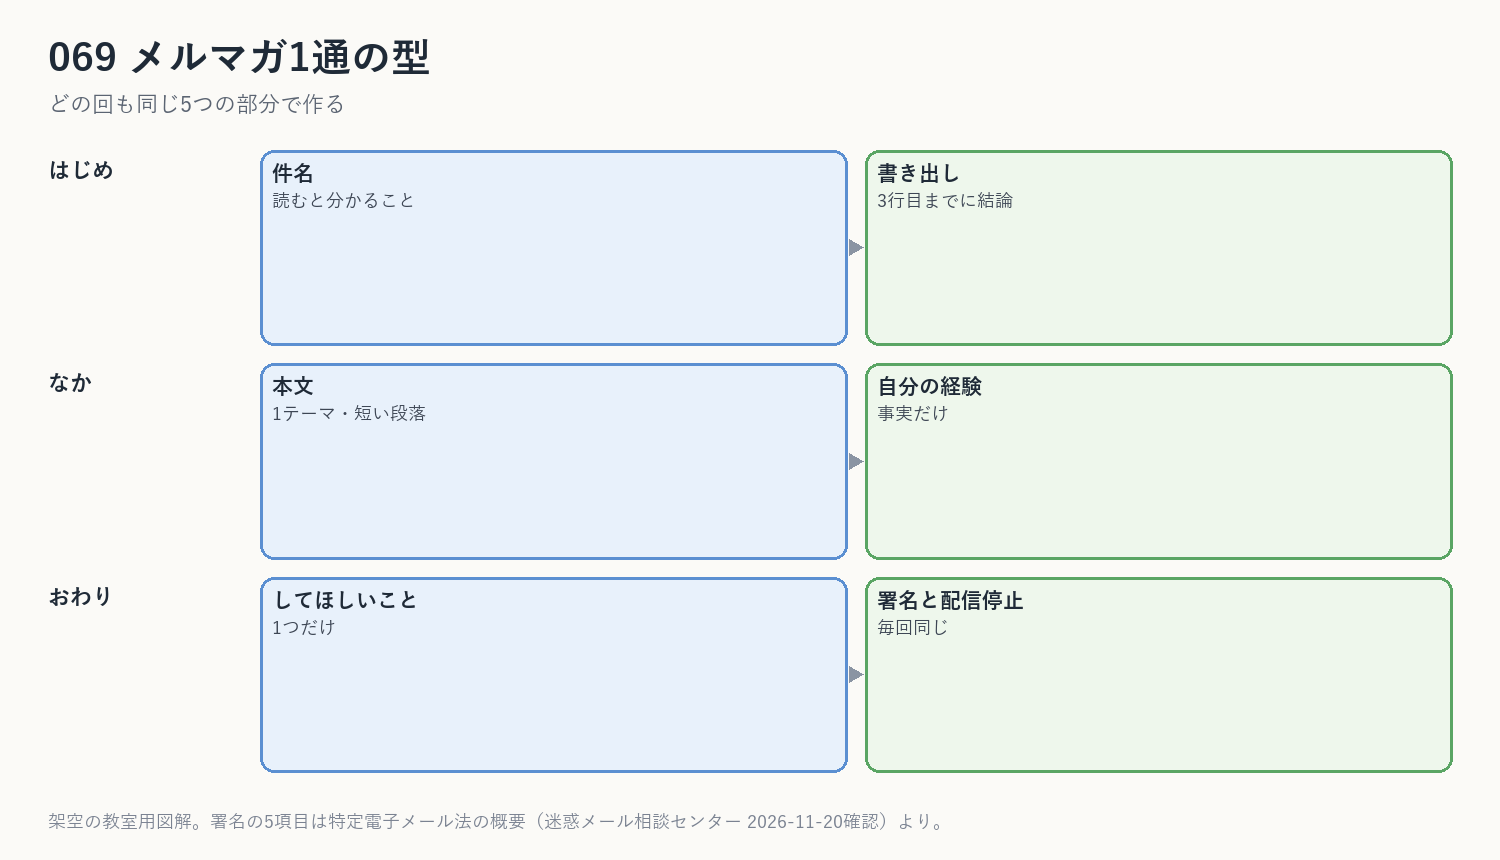 069 メルマガ1通の型
どの回も同じ5つの部分で作る
はじめ
件名
読むと分かること
書き出し
3行目までに結論
なか
本文
1テーマ・短い段落
自分の経験
事実だけ
おわり
してほしいこと
1つだけ
署名と配信停止
毎回同じ
架空の教室用図解。署名の5項目は特定電子メール法の概要（迷惑メール相談センター 2026-11-20確認）より。